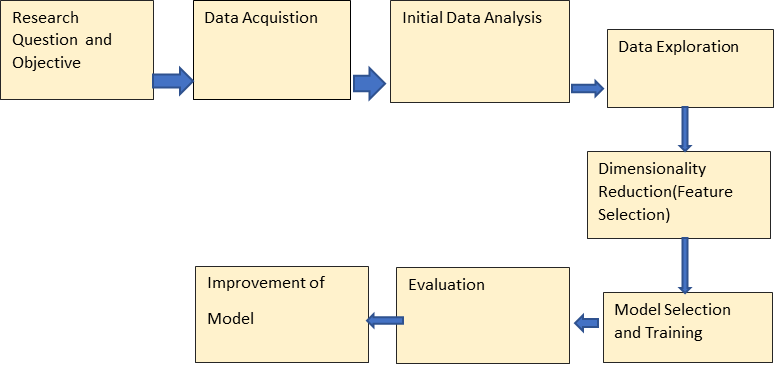 Research
Question and
Objective
Data Acquistion
Initial Data Analysis
Data Exploration
Dimensionality
Reduction(Feature
Selection)
Model Selection
and Training
Evaluation
Improvement of
Model